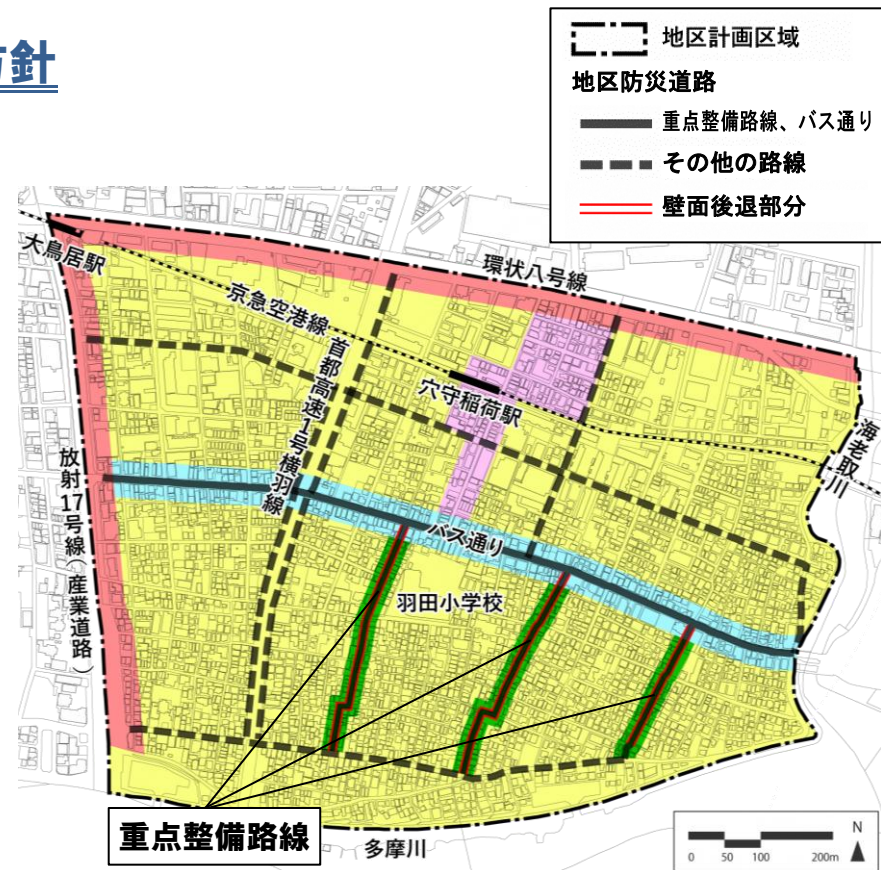 方針
地区計画区域
地区防災道路
重点整備路線、バス通り
その他の路線
壁面後退部分
大鳥居駅
環状八号線
京急空港線
首都高速1号横羽線
穴守稲荷駅
海老取川
放射17号線(産業道路)
バス通り
羽田小学校
重点整備路線
多摩川
N
0 50 100 200m